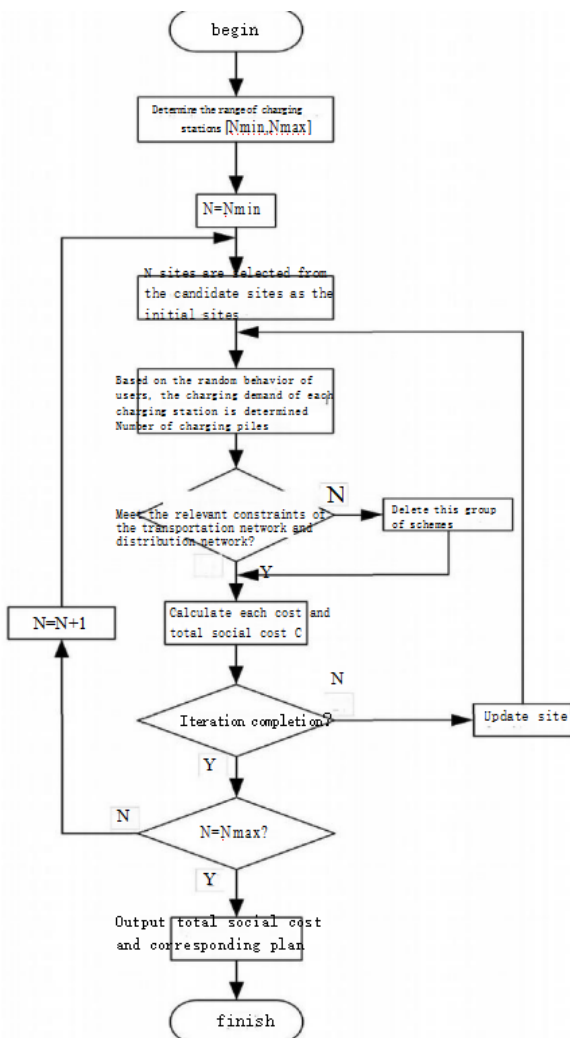 begin
Determine the range of charging
stations [Nmin,Nmax]
N=Nmin
N sites are selected from
the candidate sites as the
initial sites
Based on the random behavior of
users, the charging demand of each
charging station is determined
Number of charging piles
N
Meet the relevant constraints of
the transportation network and
distribution network?
Delete this group
of schemes
Y
N=N+1
Calculate each cost and
total social cost C
N
Iteration completion?
Update site
Y
N
N=Nmax?
Y
Output total social cost
and corresponding plan
finish